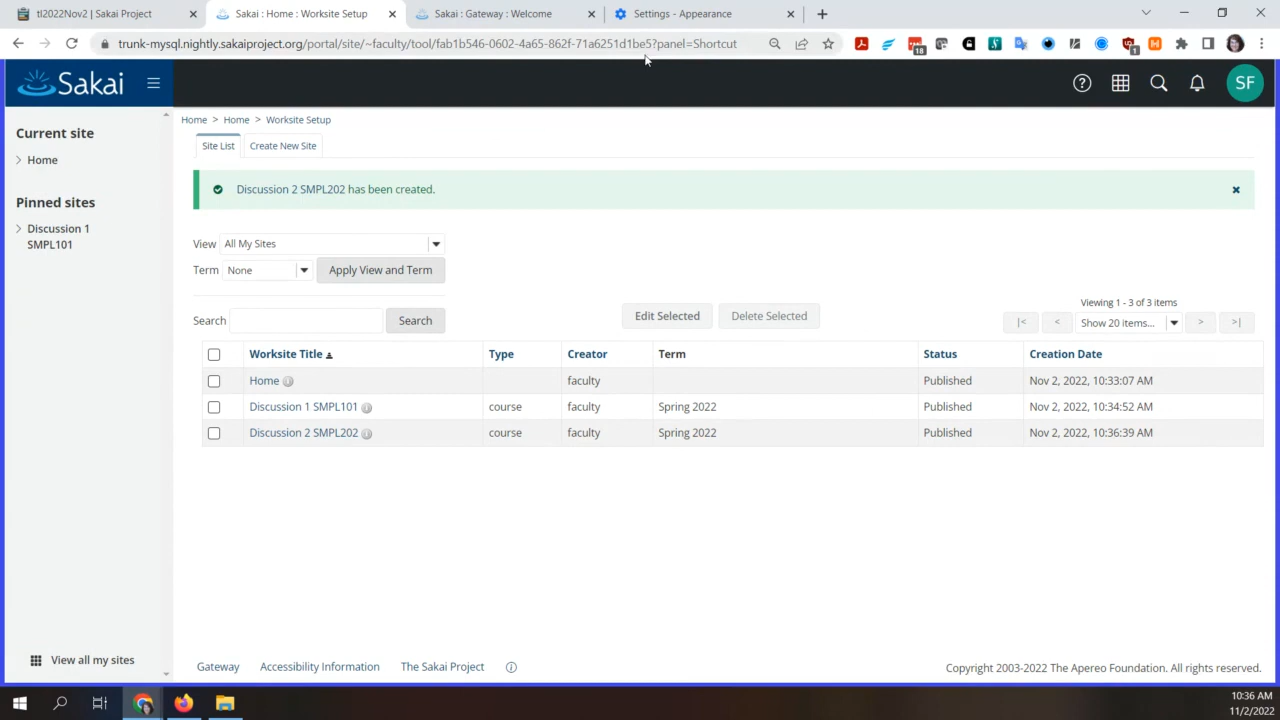 tl2022Nov2 | Sakai Project
Sakai : Home : Worksite Setup
Sakai : Gateway : Welcome
Settings - Appearance
trunk-mysql.nightly.sakaiproject.org/portal/site/~faculty/tool/fab1b546-0602-4a65-862f-71a6251d1be5?panel=Shortcut
18
1
Sakai
SF
Current site
Home
Pinned sites
Discussion 1
SMPL101
View all my sites
Home > Home > Worksite Setup
Site List
Create New Site
Discussion 2 SMPL202 has been created.
View All My Sites
Term None Apply View and Term
Search Search
Edit Selected
Delete Selected
Viewing 1 - 3 of 3 items
|< < Show 20 items... > >|
Worksite Title Type Creator Term Status Creation Date
Home faculty Published Nov 2, 2022, 10:33:07 AM
Discussion 1 SMPL101 course faculty Spring 2022 Published Nov 2, 2022, 10:34:52 AM
Discussion 2 SMPL202 course faculty Spring 2022 Published Nov 2, 2022, 10:36:39 AM
Gateway Accessibility Information The Sakai Project
Copyright 2003-2022 The Apereo Foundation. All rights reserved.
10:36 AM
11/2/2022